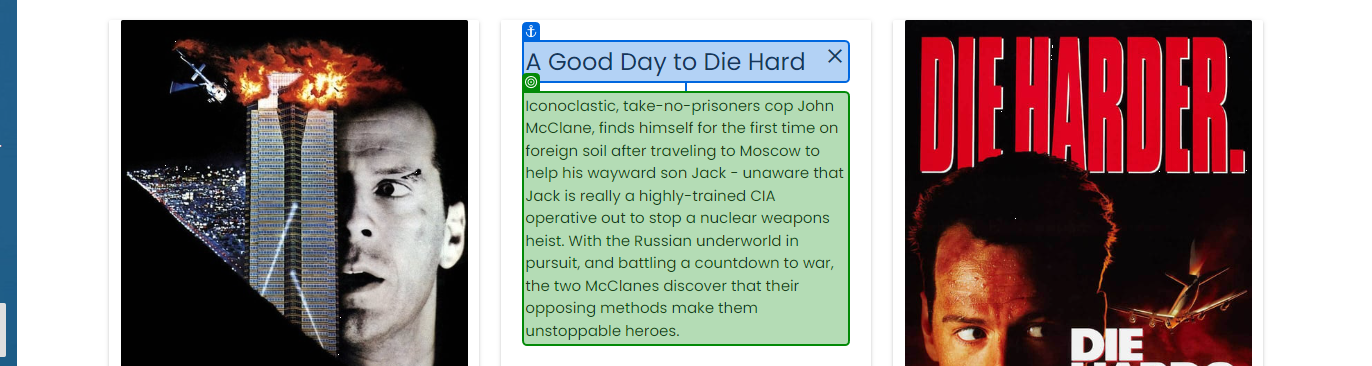 A Good Day to Die Hard
Iconoclastic, take-no-prisoners cop John
McClane, finds himself for the first time on
foreign soil after traveling to Moscow to
help his wayward son Jack - unaware that
Jack is really a highly-trained CIA
operative out to stop a nuclear weapons
heist. With the Russian underworld in
pursuit, and battling a countdown to war,
the two McClanes discover that their
opposing methods make them
unstoppable heroes.
DIE HARDER.
DIE